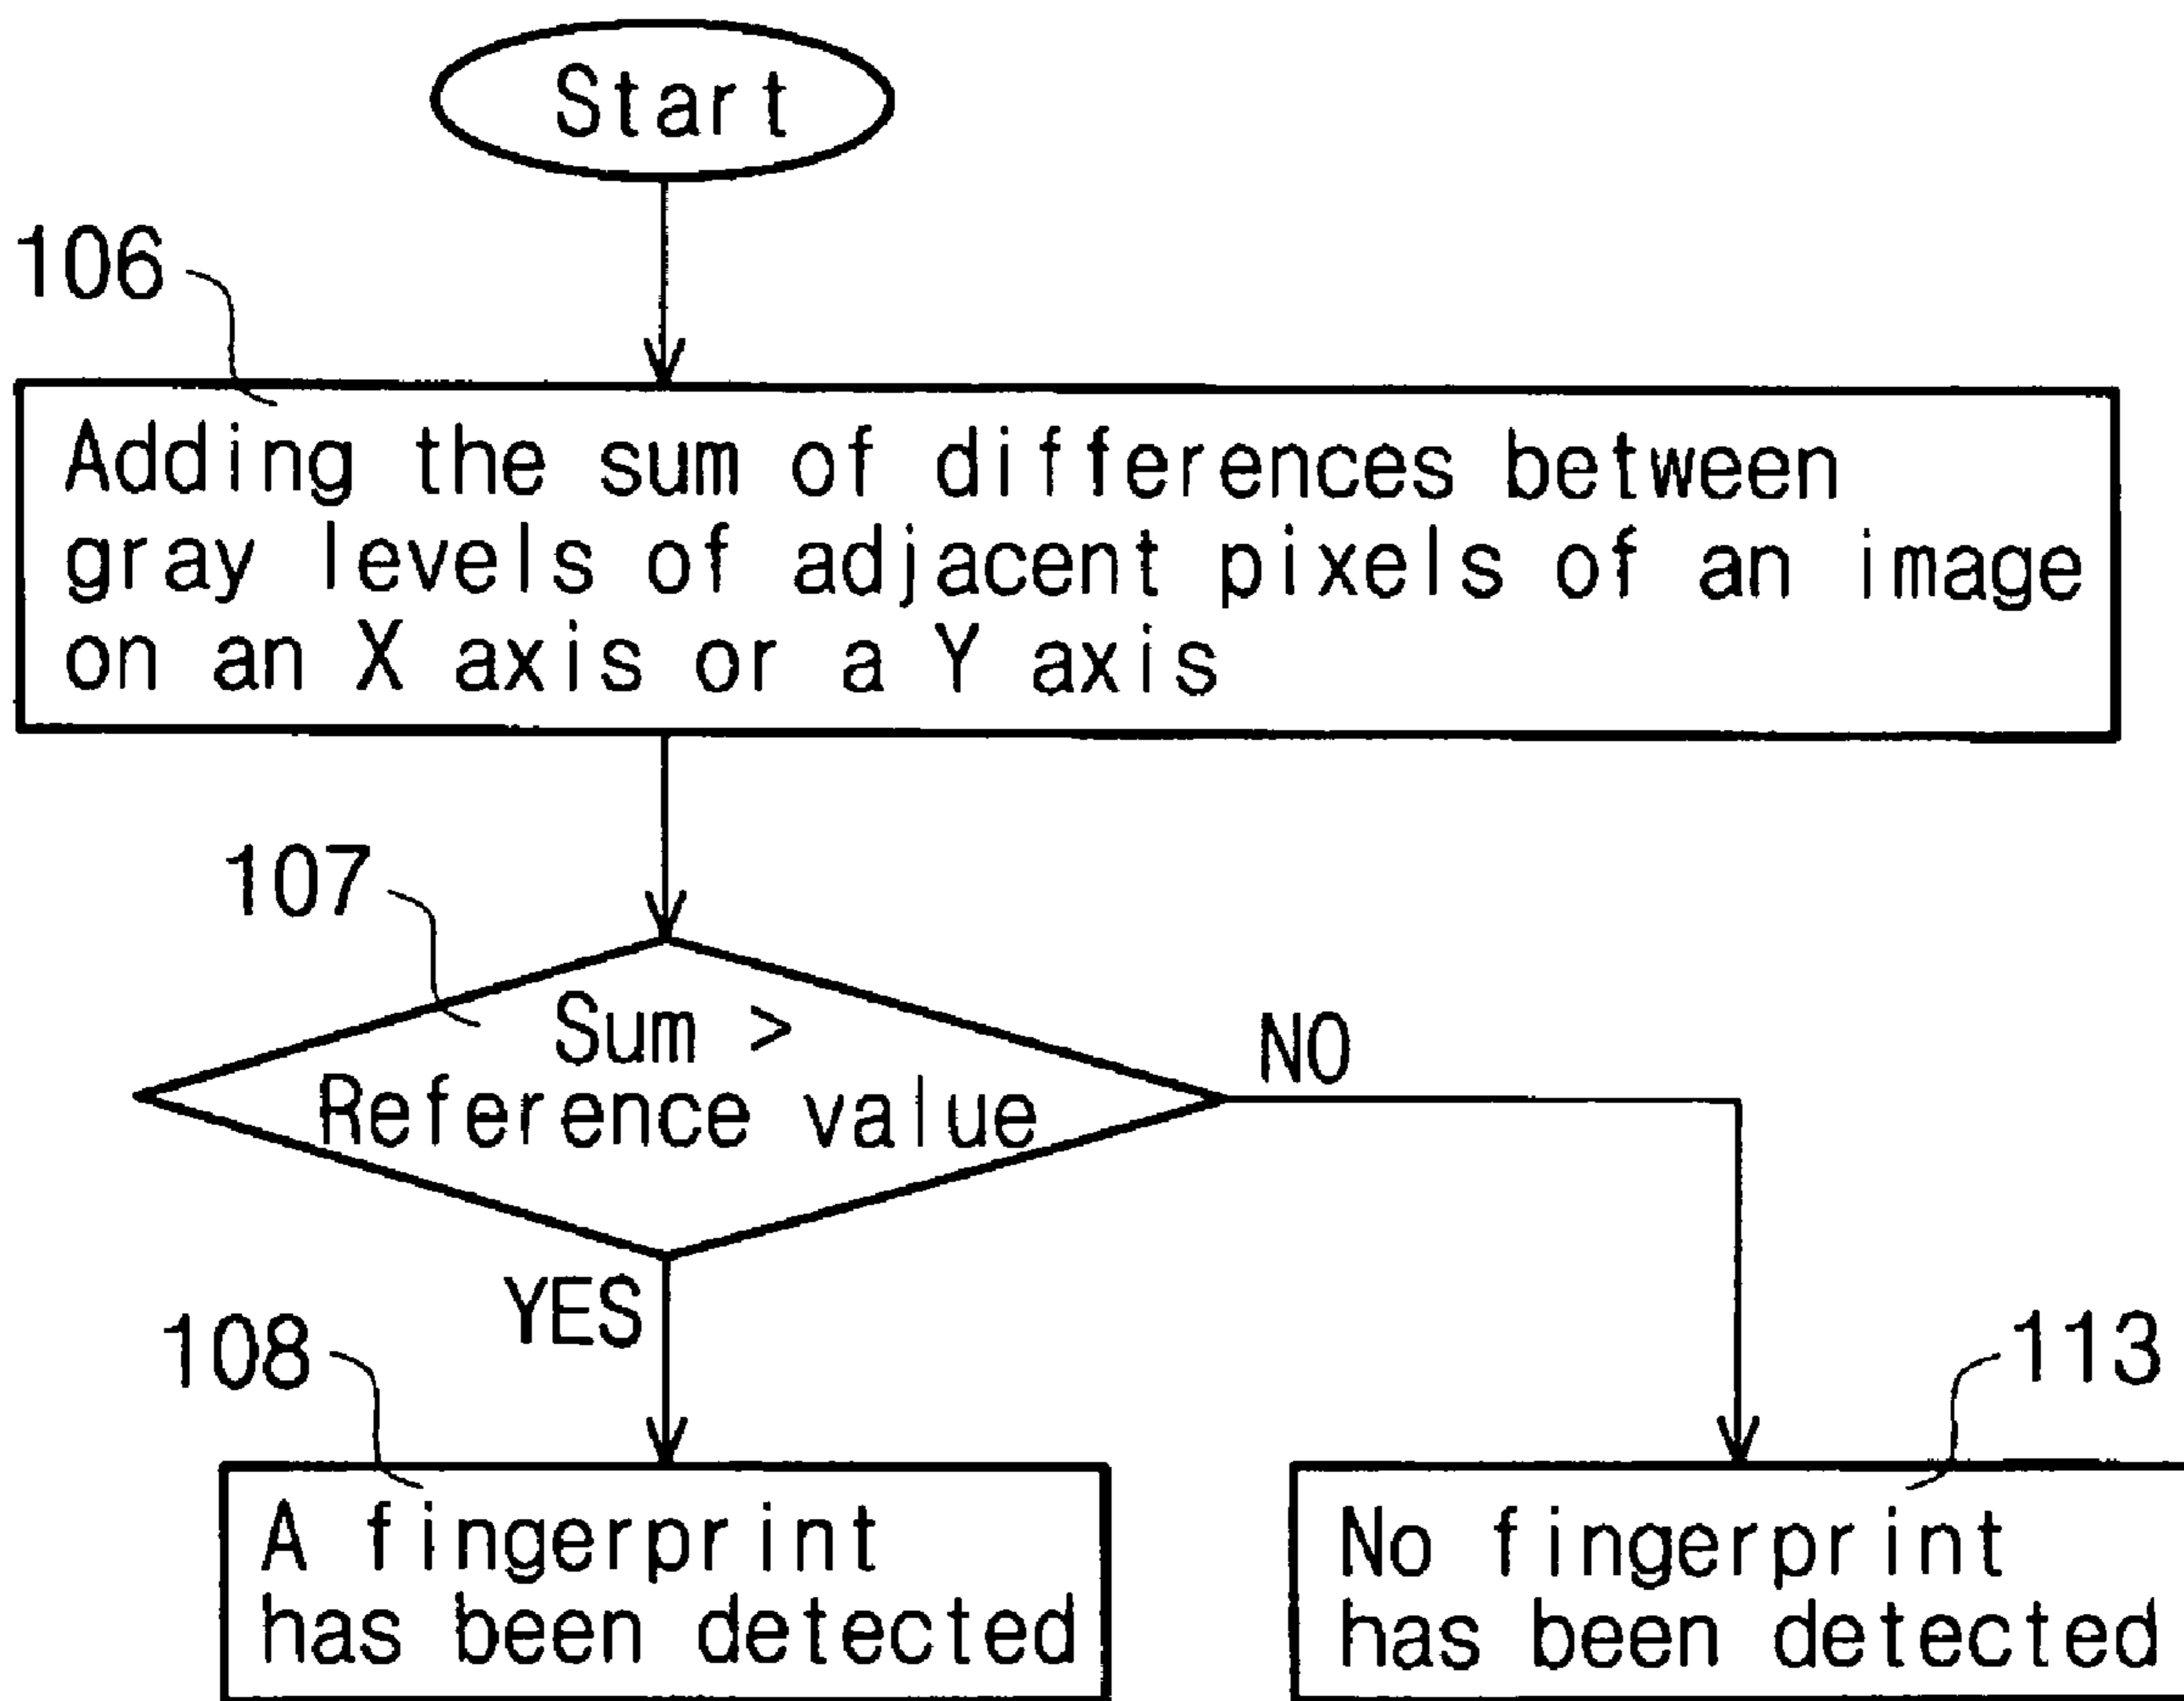 Start
106
Adding the sum of differences between
gray levels of adjacent pixels of an image
on an X axis or a Y axis
107
Sum >
Reference value
NO
YES
108
A fingerprint
has been detected
113
No fingerprint
has been detected